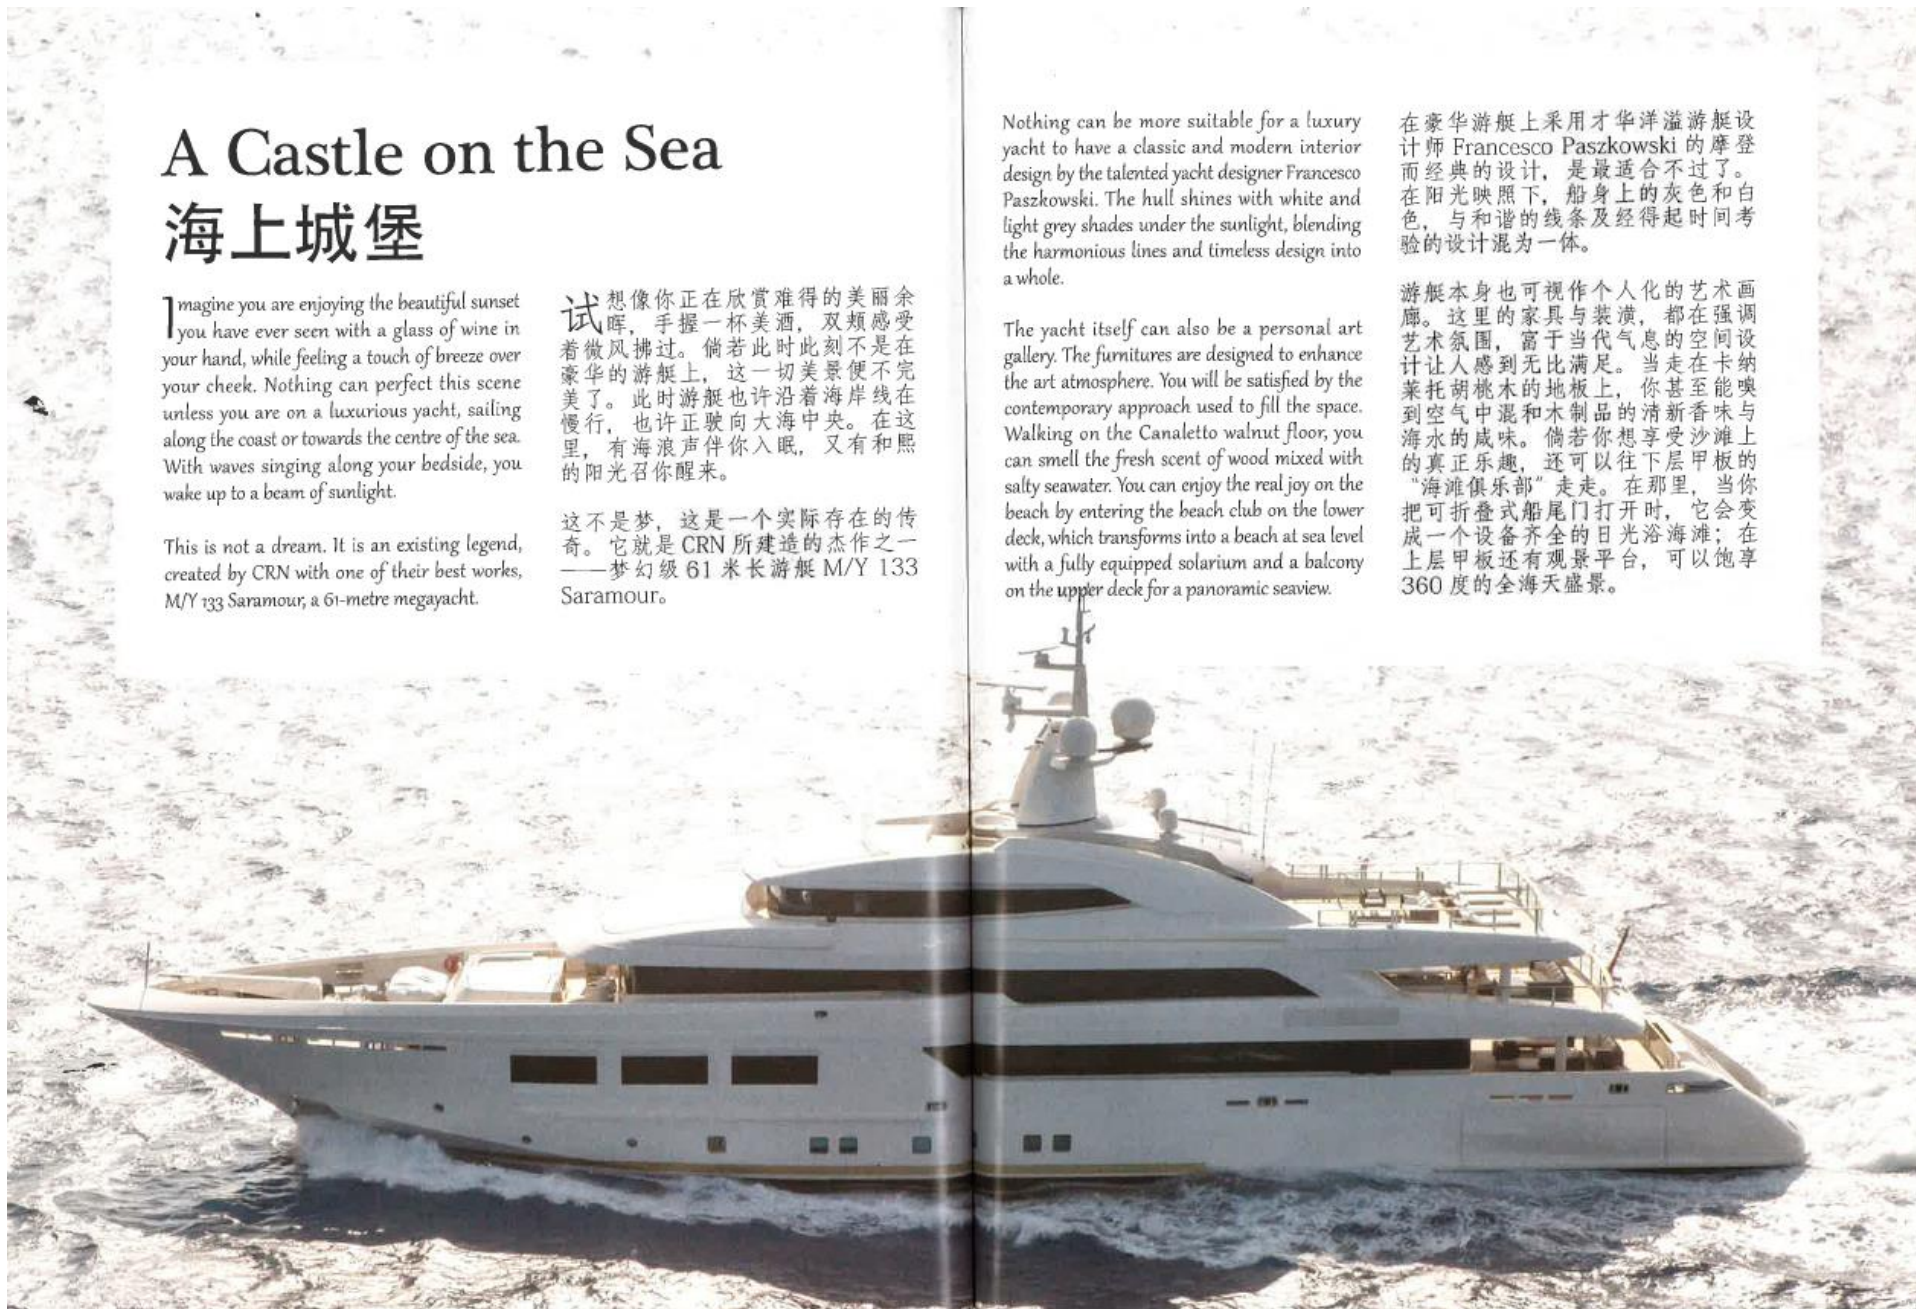 A Castle on the Sea
海上城堡
Imagine you are enjoying the beautiful sunset
you have ever seen with a glass of wine in
your hand, while feeling a touch of breeze over
your cheek. Nothing can perfect this scene
unless you are on a luxurious yacht, sailing
along the coast or towards the centre of the sea.
With waves singing along your bedside, you
wake up to a beam of sunlight.
This is not a dream. It is an existing legend,
created by CRN with one of their best works,
M/Y 133 Saramour, a 61-metre megayacht.
试想像你正在欣赏难得的美丽余
晖，手握一杯美酒，双颊感受
着微风拂过。倘若此时此刻不是在
豪华的游艇上，这一切美景便不完
美了。此时游艇也许沿着海岸线在
慢行，也许正驶向大海中央。在这
里，有海浪声伴你入眠，又有和熙
的阳光召你醒来。
这不是梦，这是一个实际存在的传
奇。它就是 CRN 所建造的杰作之一
——梦幻级 61 米长游艇 M/Y 133
Saramour。
Nothing can be more suitable for a luxury
yacht to have a classic and modern interior
design by the talented yacht designer Francesco
Paszkowski. The hull shines with white and
light grey shades under the sunlight, blending
the harmonious lines and timeless design into
a whole.
The yacht itself can also be a personal art
gallery. The furnitures are designed to enhance
the art atmosphere. You will be satisfied by the
contemporary approach used to fill the space.
Walking on the Canaletto walnut floor, you
can smell the fresh scent of wood mixed with
salty seawater. You can enjoy the real joy on the
beach by entering the beach club on the lower
deck, which transforms into a beach at sea level
with a fully equipped solarium and a balcony
on the upper deck for a panoramic seaview.
在豪华游艇上采用才华洋溢游艇设
计师 Francesco Paszkowski 的摩登
而经典的设计，是最适合不过了。
在阳光映照下，船身上的灰色和白
色，与和谐的线条及经得起时间考
验的设计混为一体。
游艇本身也可视作个人化的艺术画
廊。这里的家具与装潢，都在强调
艺术氛围，富于当代气息的空间设
计让人感到无比满足。当走在卡纳
莱托胡桃木的地板上，你甚至能嗅
到空气中混和木制品的清新香味与
海水的咸味。倘若你想享受沙滩上
的真正乐趣，还可以往下层甲板的
“海滩俱乐部”走走。在那里，当你
把可折叠式船尾门打开时，它会变
成一个设备齐全的日光浴海滩；在
上层甲板还有观景平台，可以饱享
360 度的全海天盛景。